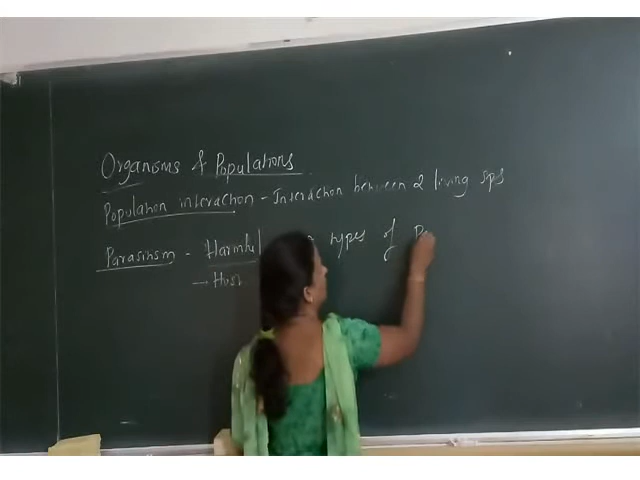 Organisms & Populations
Population interaction - Interaction between 2 living sps
Parasitism - Harmful types of
→ Host